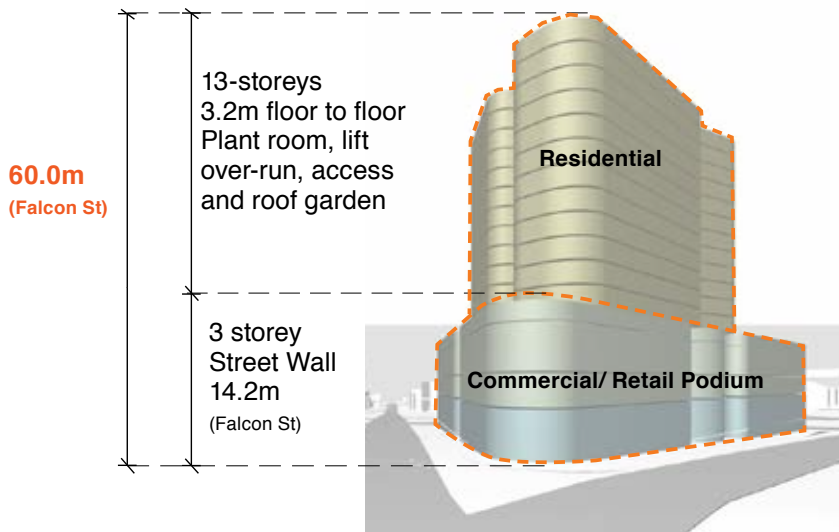 60.0m
(Falcon St)
13-storeys
3.2m floor to floor
Plant room, lift
over-run, access
and roof garden
3 storey
Street Wall
14.2m
(Falcon St)
Residential
Commercial/ Retail Podium